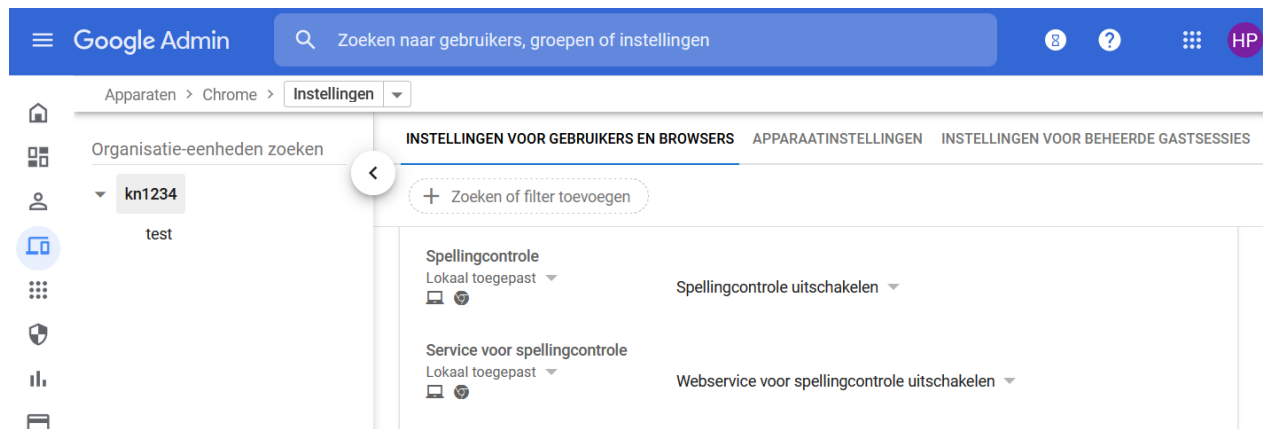 Google Admin
Zoeken naar gebruikers, groepen of instellingen
8
?
HP
Apparaten > Chrome > Instellingen
Organisatie-eenheden zoeken
kn1234
test
INSTELLINGEN VOOR GEBRUIKERS EN BROWSERS APPARAATINSTELLINGEN INSTELLINGEN VOOR BEHEERDE GASTSESSIES
+ Zoeken of filter toevoegen
Spellingcontrole
Lokaal toegepast
Spellingcontrole uitschakelen
Service voor spellingcontrole
Lokaal toegepast
Webservice voor spellingcontrole uitschakelen